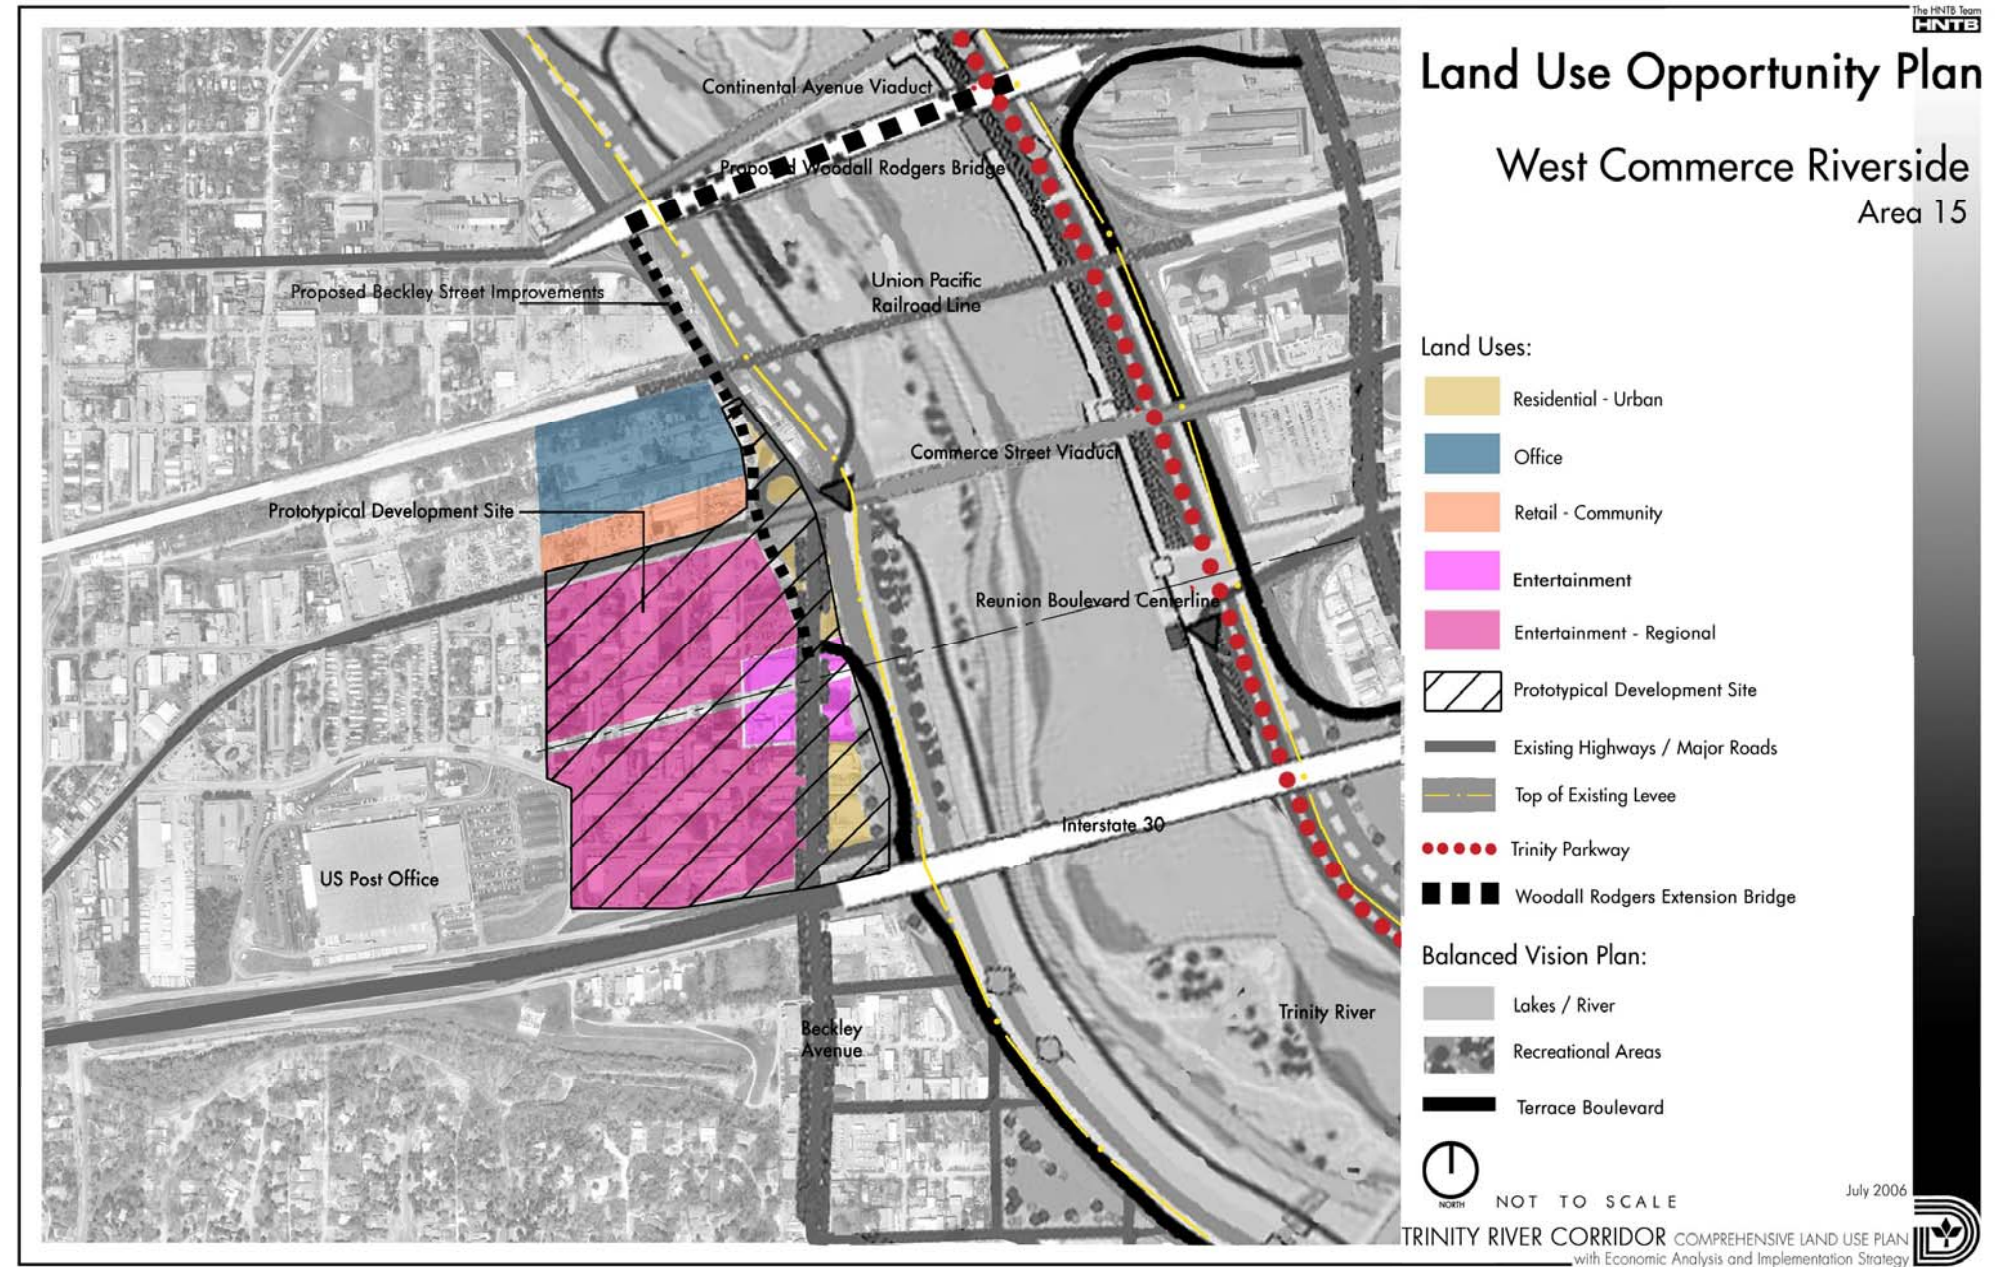 The HNTB Team
HNTB
Land Use Opportunity Plan
West Commerce Riverside
Area 15
Continental Avenue Viaduct
Proposed Woodall Rodgers Bridge
Union Pacific
Railroad Line
Proposed Beckley Street Improvements
Commerce Street Viaduct
Prototypical Development Site
Reunion Boulevard Centerline
Interstate 30
US Post Office
Trinity River
Beckley
Avenue
Land Uses:
Residential - Urban
Office
Retail - Community
Entertainment
Entertainment - Regional
Prototypical Development Site
Existing Highways / Major Roads
Top of Existing Levee
Trinity Parkway
Woodall Rodgers Extension Bridge
Balanced Vision Plan:
Lakes / River
Recreational Areas
Terrace Boulevard
NORTH
NOT TO SCALE
July 2006
TRINITY RIVER CORRIDOR COMPREHENSIVE LAND USE PLAN
with Economic Analysis and Implementation Strategy